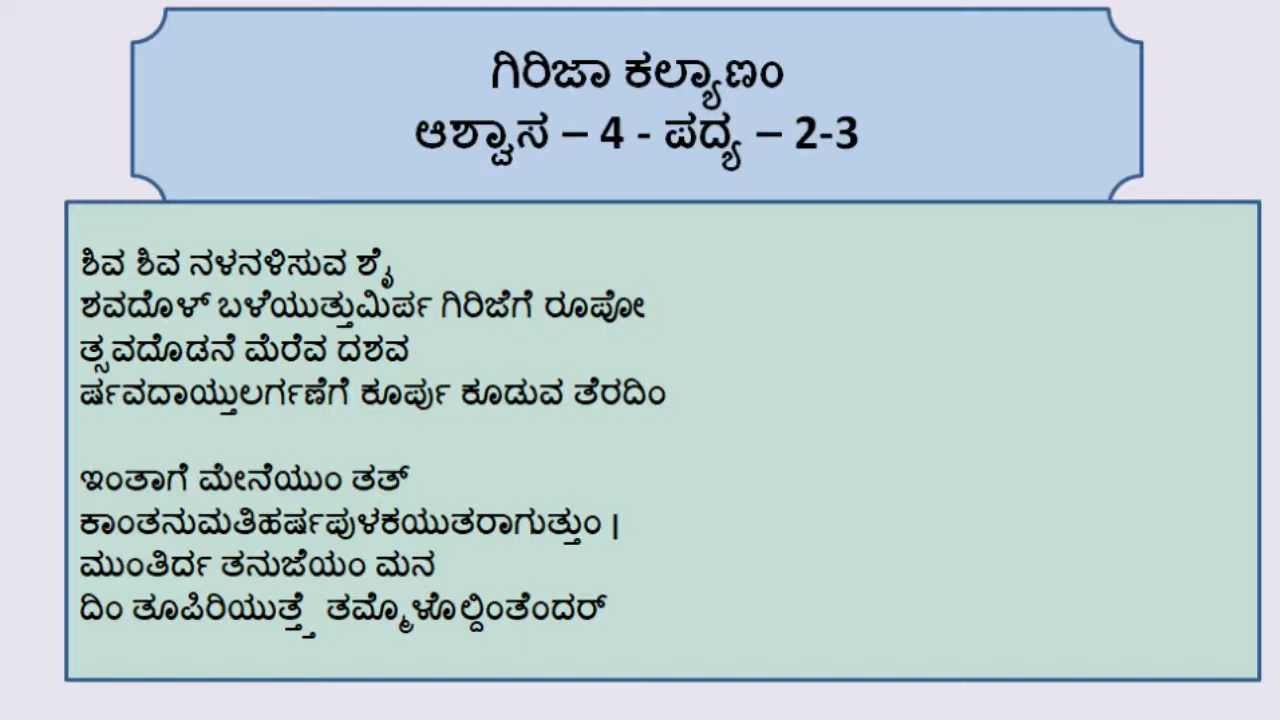 ಗಿರಿಜಾ ಕಲ್ಯಾಣಂ
ಆಶ್ವಾಸ – 4 - ಪದ್ಯ – 2-3
ಶಿವ ಶಿವ ನಳನಳಿಸುವ ಶೈ
ಶವದೊಳ್ ಬಳೆಯುತ್ತುಮಿರ್ಪ ಗಿರಿಜೆಗೆ ರೂಪೋ
ತ್ಸವದೊಡನೆ ಮೆರೆವ ದಶವ
ರ್ಷವದಾಯ್ತುಲರ್ಗಣೆಗೆ ಕೂರ್ಪು ಕೂಡುವ ತೆರದಿಂ
ಇಂತಾಗೆ ಮೇನೆಯುಂ ತತ್
ಕಾಂತನುಮತಿಹರ್ಷಪುಳಕಯುತರಾಗುತ್ತುಂ |
ಮುಂತಿರ್ದ ತನುಜೆಯಂ ಮನ
ದಿಂ ತೂಪಿರಿಯುತ್ತ್ತೆ ತಮ್ಮೊಳೊಲ್ದಿಂತೆಂದರ್